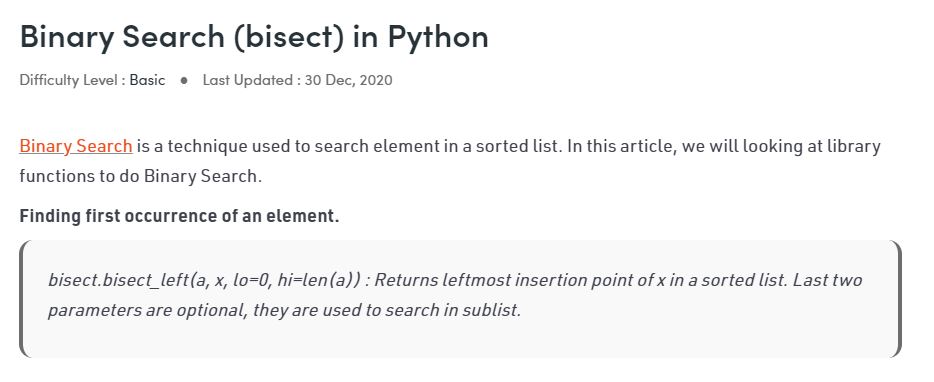 Binary Search (bisect) in Python
Difficulty Level : Basic ● Last Updated : 30 Dec, 2020
Binary Search is a technique used to search element in a sorted list. In this article, we will looking at library
functions to do Binary Search.
Finding first occurrence of an element.
bisect.bisect_left(a, x, lo=0, hi=len(a)) : Returns leftmost insertion point of x in a sorted list. Last two
parameters are optional, they are used to search in sublist.